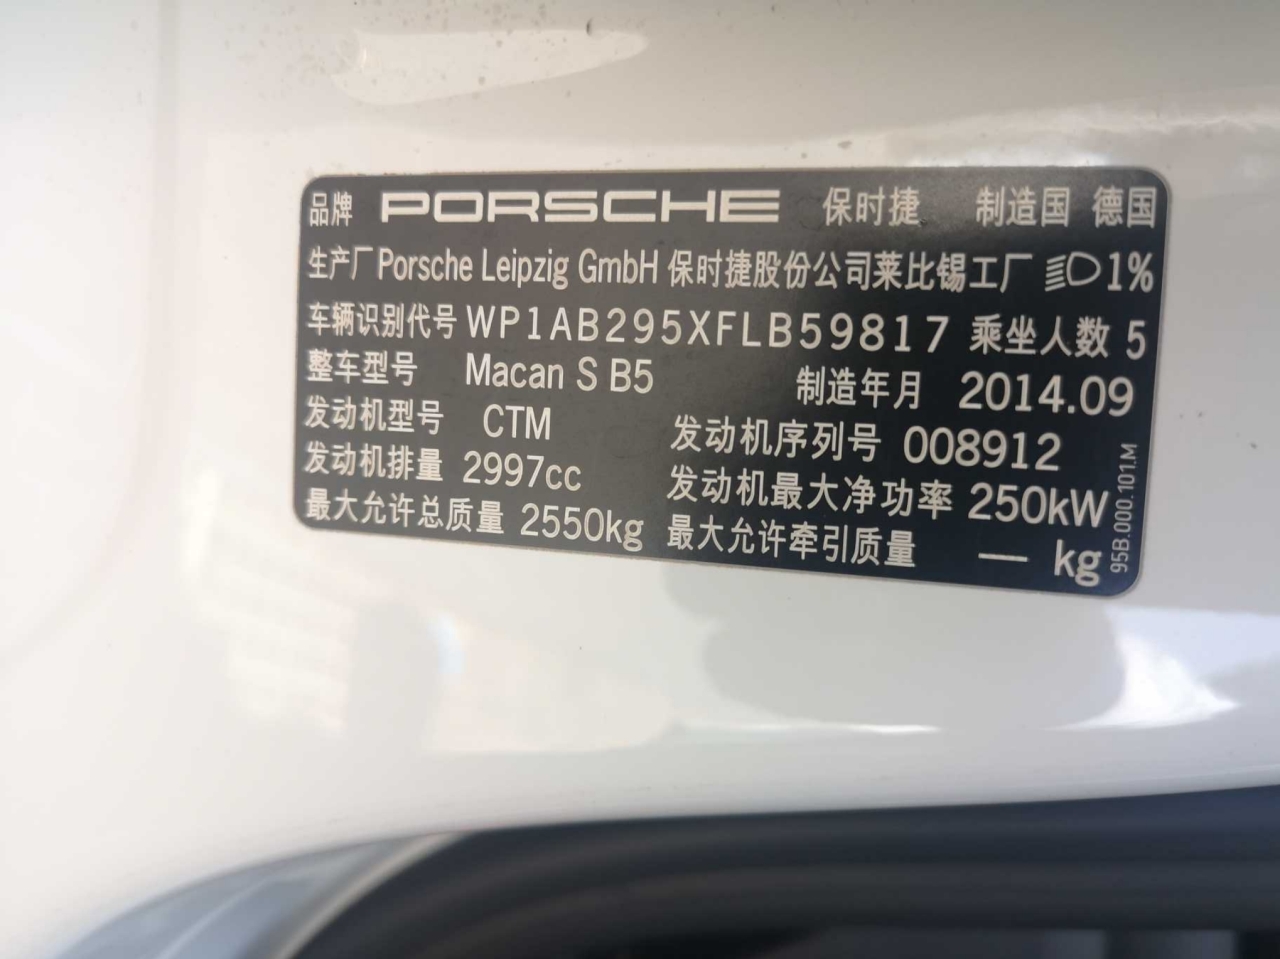 品牌 PORSCHE 保时捷 制造国 德国
生产厂 Porsche Leipzig GmbH 保时捷股份公司莱比锡工厂 1%
车辆识别代号 WP1AB295XFLB59817 乘坐人数 5
整车型号 Macan S B5 制造年月 2014.09
发动机型号 CTM 发动机序列号 008912
发动机排量 2997cc 发动机最大净功率 250kW
最大允许总质量 2550kg 最大允许牵引质量 — kg
95B.000.101.M